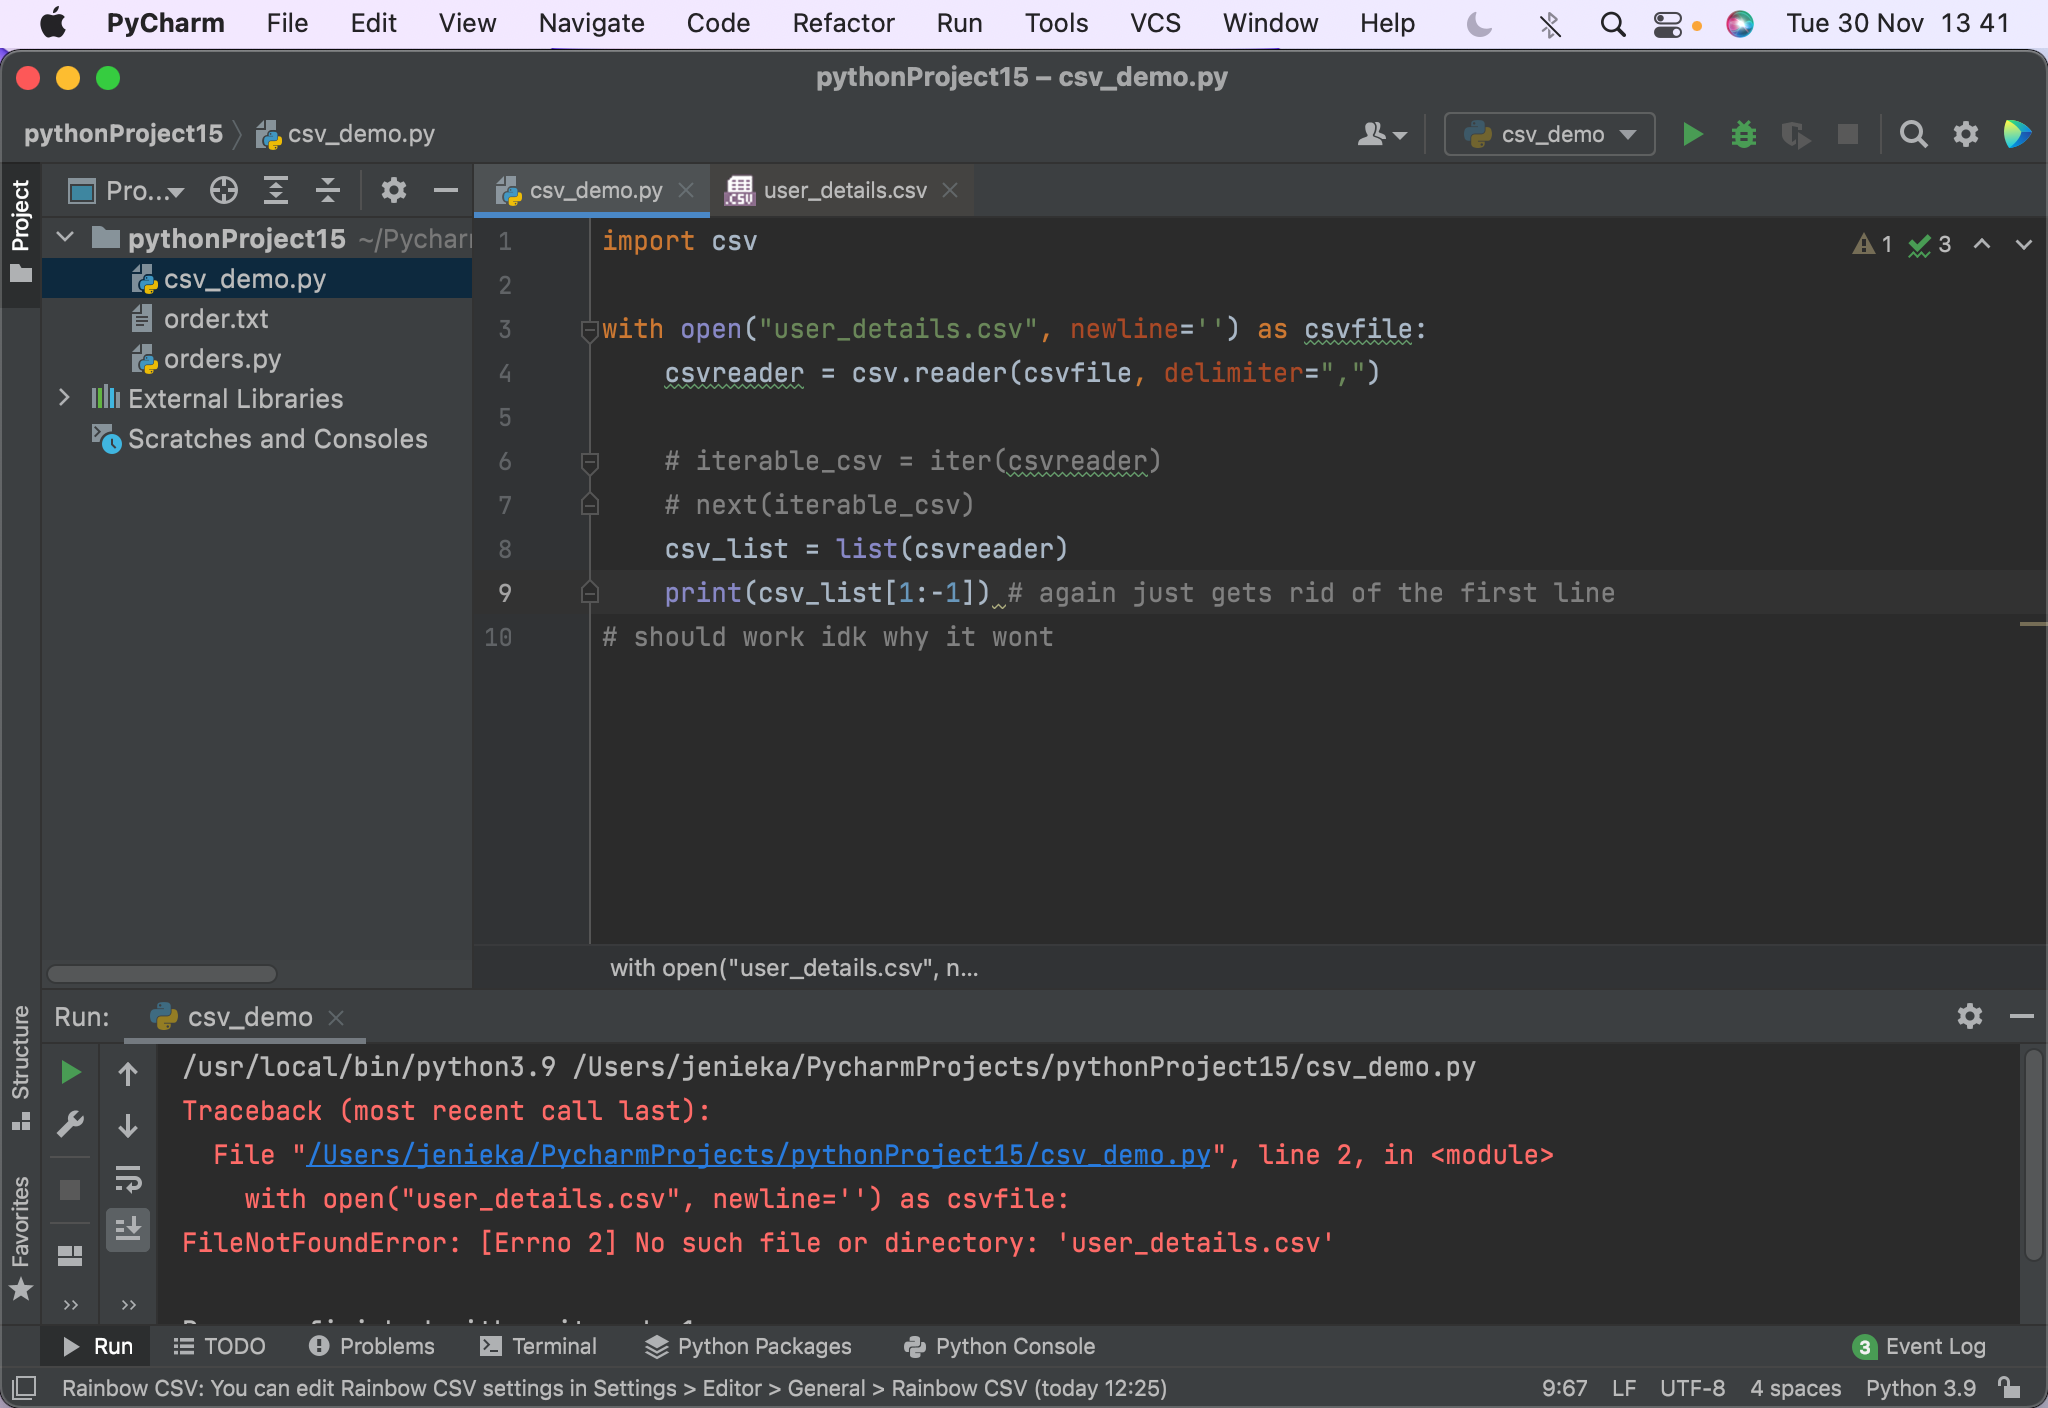 PyCharm File Edit View Navigate Code Refactor Run Tools VCS Window Help Tue 30 Nov 13 41
pythonProject15 – csv_demo.py
pythonProject15 csv_demo.py
csv_demo
Project
Pro...
csv_demo.py
user_details.csv
pythonProject15 ~/Pychar
csv_demo.py
order.txt
orders.py
External Libraries
Scratches and Consoles
1 import csv
2
3 with open("user_details.csv", newline='') as csvfile:
4 csvreader = csv.reader(csvfile, delimiter=",")
5
6 # iterable_csv = iter(csvreader)
7 # next(iterable_csv)
8 csv_list = list(csvreader)
9 print(csv_list[1:-1]) # again just gets rid of the first line
10 # should work idk why it wont
1 3
with open("user_details.csv", n...
Structure
Favorites
Run: csv_demo
/usr/local/bin/python3.9 /Users/jenieka/PycharmProjects/pythonProject15/csv_demo.py
Traceback (most recent call last):
File "/Users/jenieka/PycharmProjects/pythonProject15/csv_demo.py", line 2, in <module>
with open("user_details.csv", newline='') as csvfile:
FileNotFoundError: [Errno 2] No such file or directory: 'user_details.csv'
Run TODO Problems Terminal Python Packages Python Console 3 Event Log
Rainbow CSV: You can edit Rainbow CSV settings in Settings > Editor > General > Rainbow CSV (today 12:25) 9:67 LF UTF-8 4 spaces Python 3.9